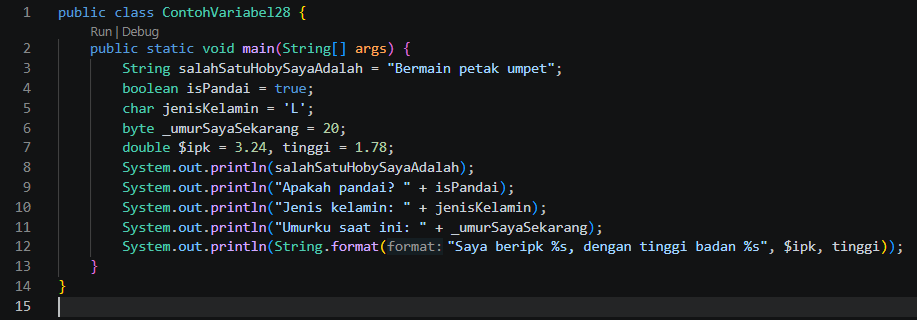 1 public class ContohVariabel28 {
Run | Debug
2 public static void main(String[] args) {
3 String salahSatuHobySayaAdalah = "Bermain petak umpet";
4 boolean isPandai = true;
5 char jenisKelamin = 'L';
6 byte _umurSayaSekarang = 20;
7 double $ipk = 3.24, tinggi = 1.78;
8 System.out.println(salahSatuHobySayaAdalah);
9 System.out.println("Apakah pandai? " + isPandai);
10 System.out.println("Jenis kelamin: " + jenisKelamin);
11 System.out.println("Umurku saat ini: " + _umurSayaSekarang);
12 System.out.println(String.format(format: "Saya beripk %s, dengan tinggi badan %s", $ipk, tinggi));
13 }
14 }
15